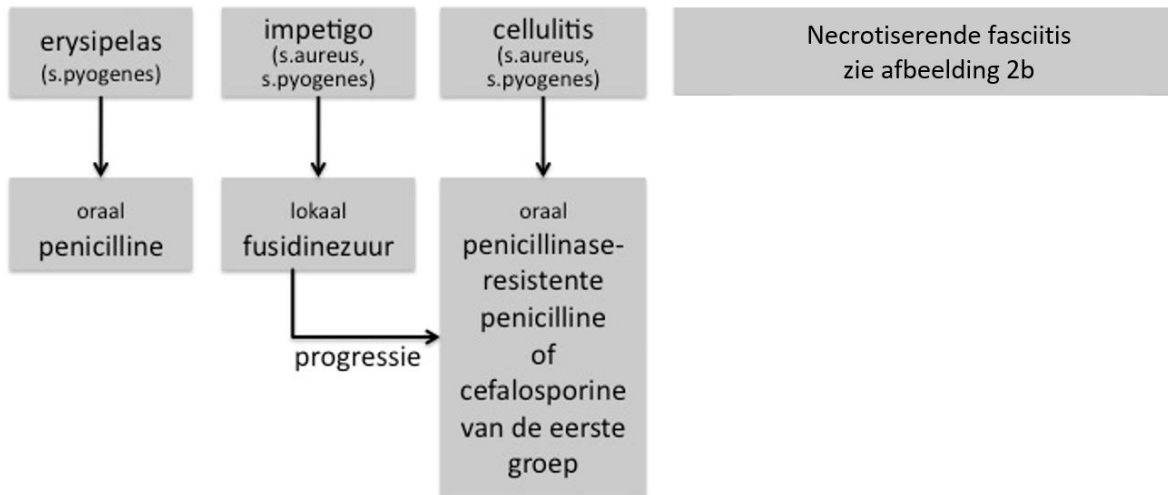 erysipelas
(s.pyogenes)
impetigo
(s.aureus,
s.pyogenes)
cellulitis
(s.aureus,
s.pyogenes)
Necrotiserende fasciitis
zie afbeelding 2b
oraal
penicilline
lokaal
fusidinezuur
progressie
oraal
penicillinase-
resistente
penicilline
of
cefalosporine
van de eerste
groep